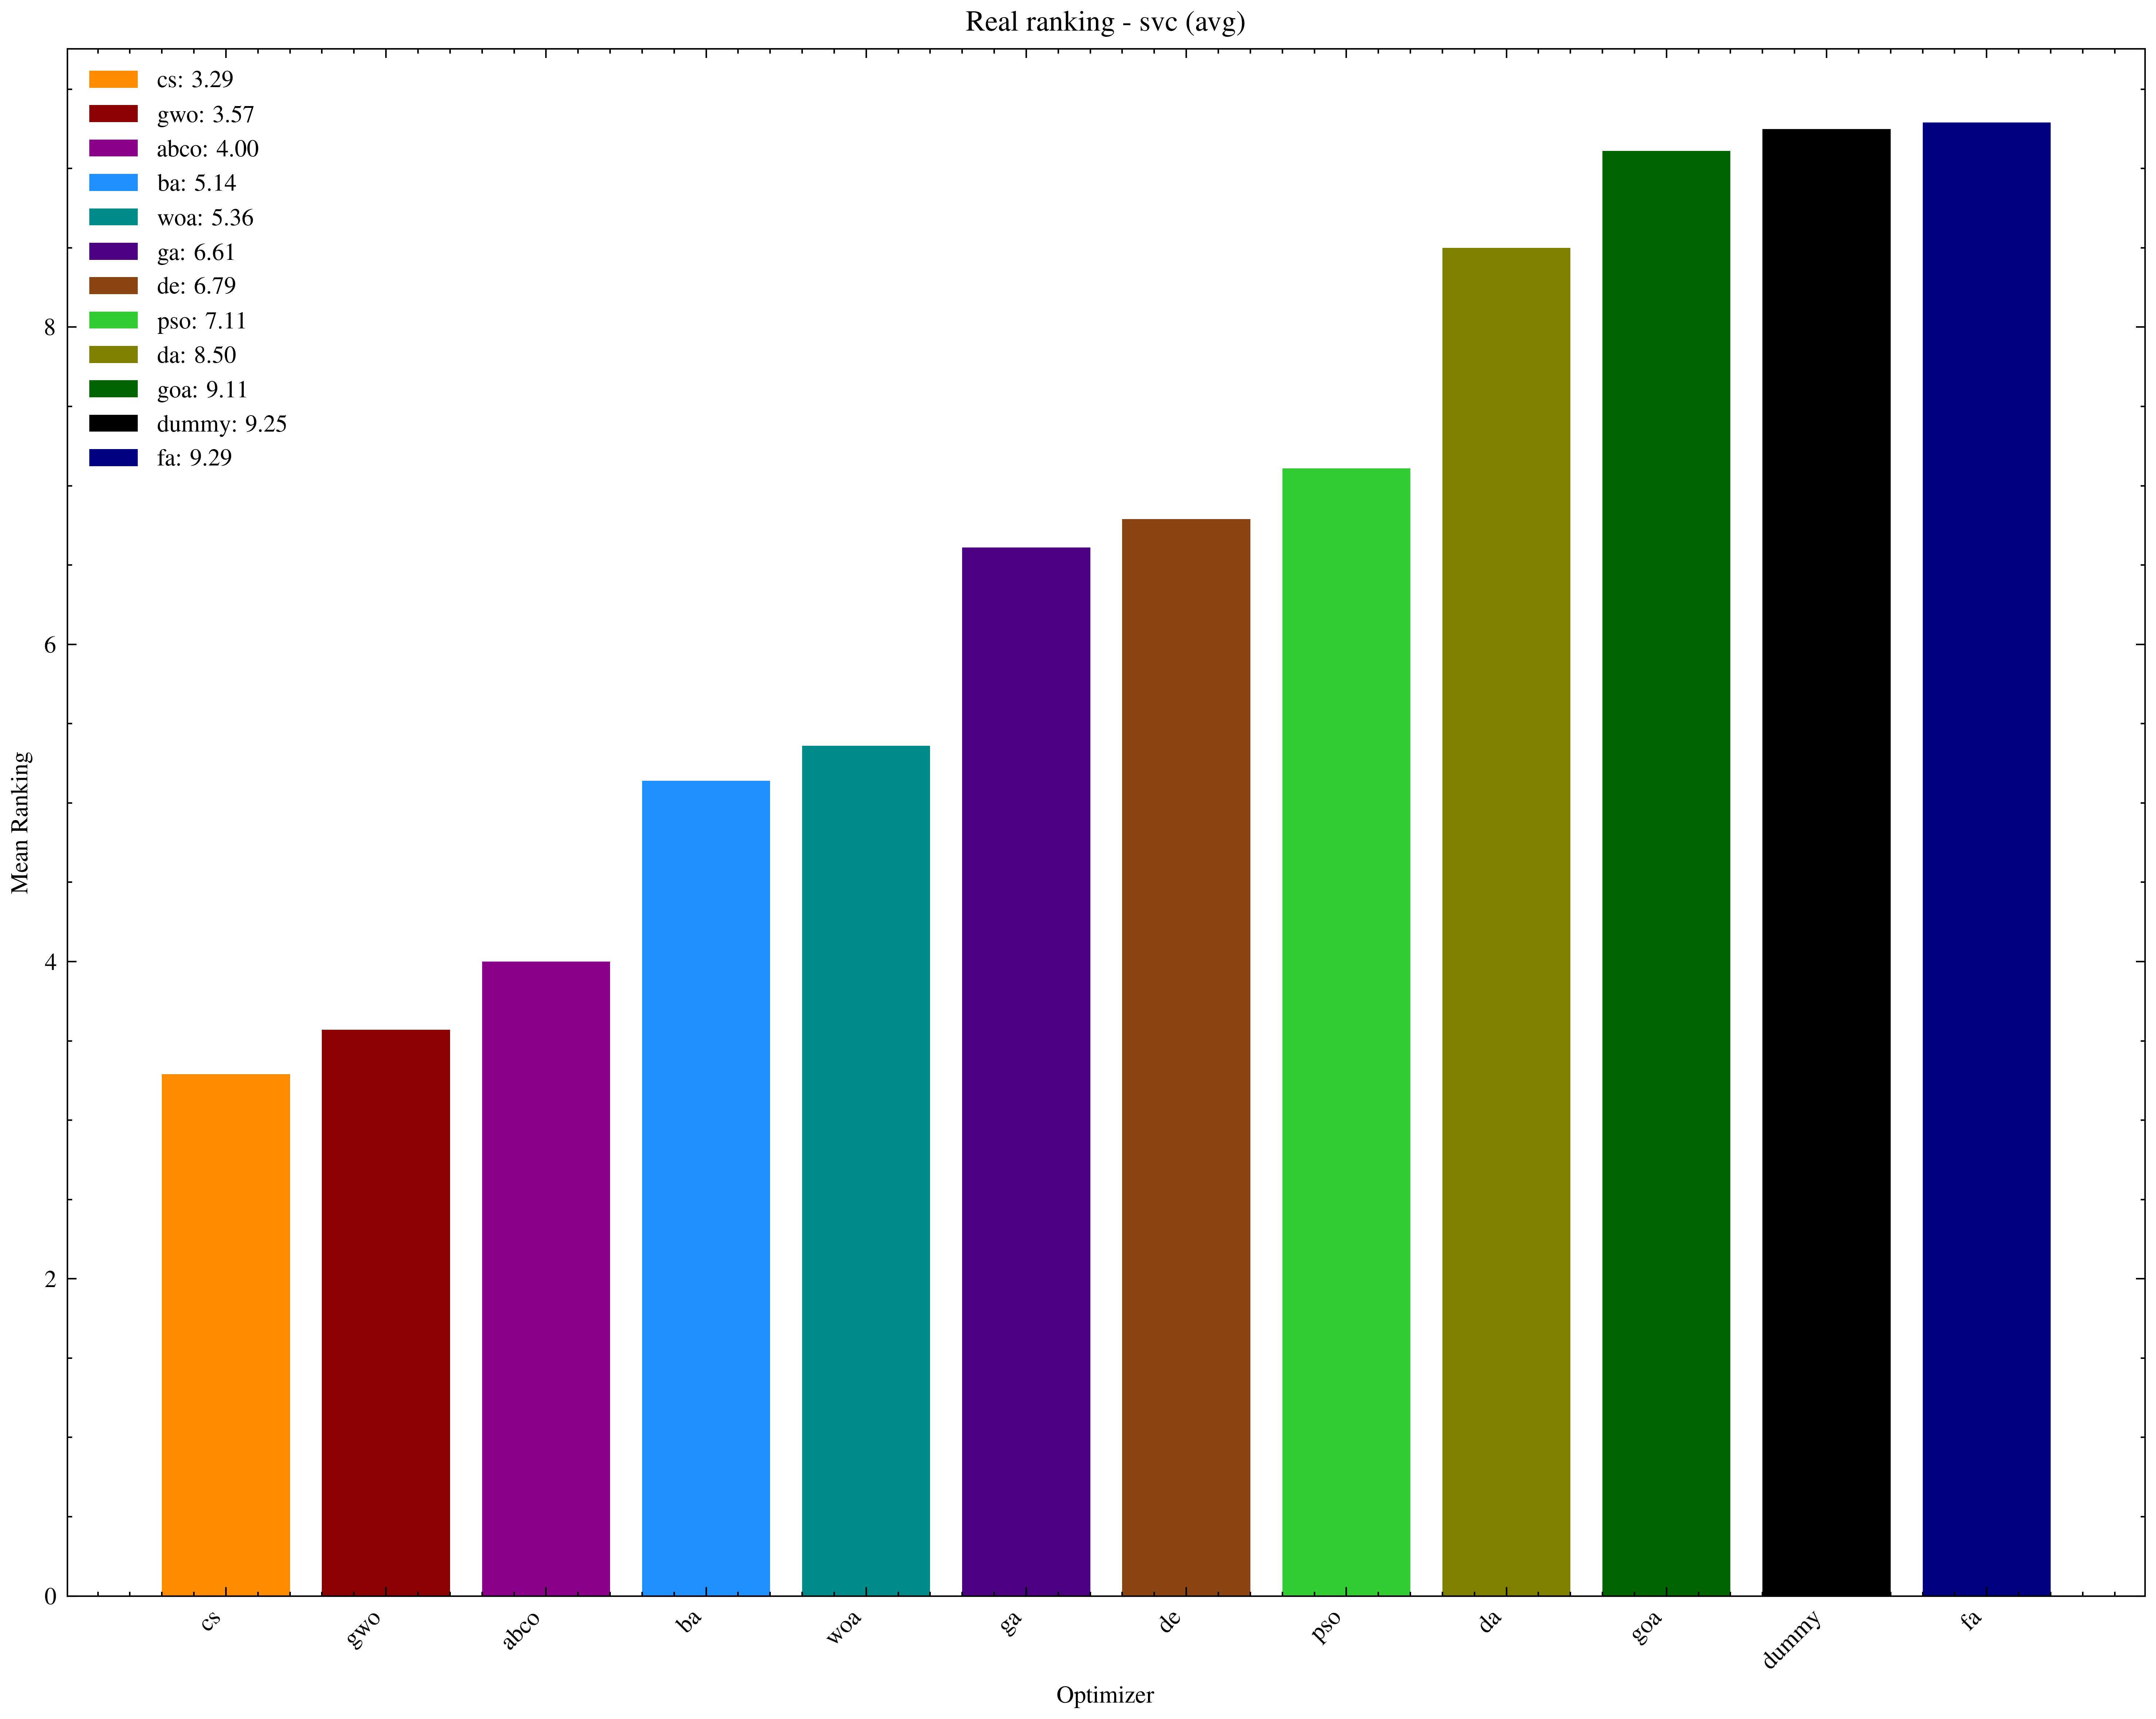 Real ranking - svc (avg)
cs: 3.29
gwo: 3.57
abco: 4.00
ba: 5.14
woa: 5.36
ga: 6.61
de: 6.79
pso: 7.11
da: 8.50
goa: 9.11
dummy: 9.25
fa: 9.29
Mean Ranking
8
6
4
2
0
cs
gwo
abco
ba
woa
ga
de
pso
da
goa
dummy
fa
Optimizer